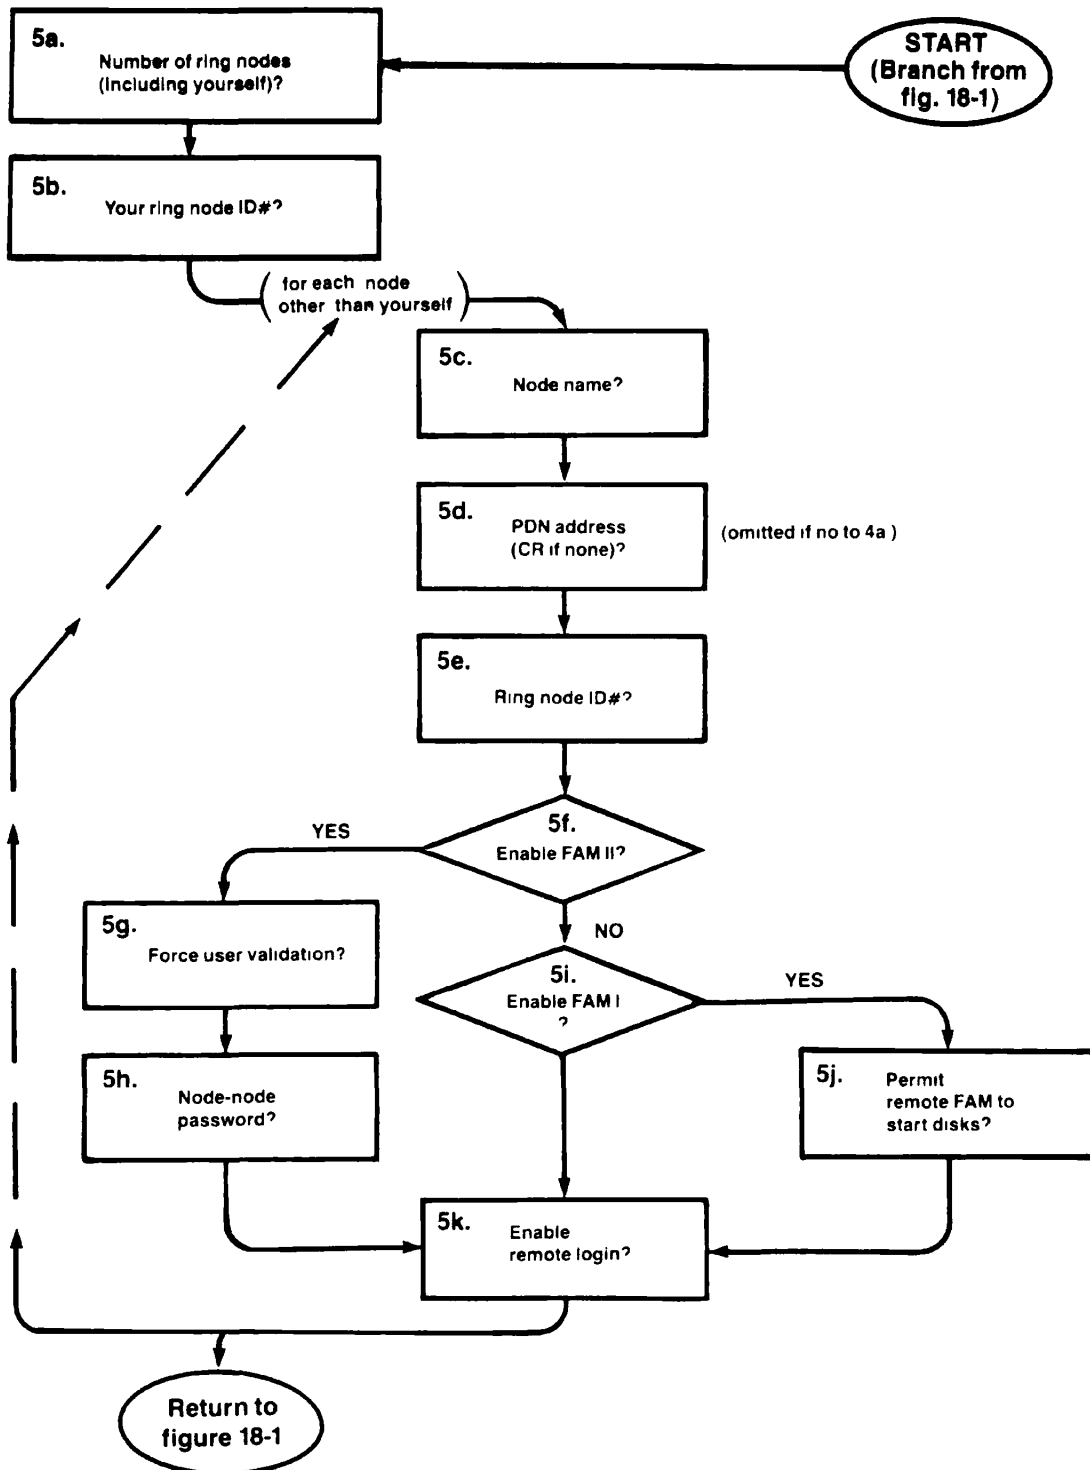 START
(Branch from
fig. 18-1)
5a.
Number of ring nodes
(including yourself)?
5b.
Your ring node ID#?
(for each node
other than yourself)
5c.
Node name?
5d.
PDN address
(CR if none)?
(omitted if no to 4a)
5e.
Ring node ID#?
5f.
Enable FAM II?
YES
NO
5g.
Force user validation?
5h.
Node-node
password?
5i.
Enable FAM I
?
YES
5j.
Permit
remote FAM to
start disks?
5k.
Enable
remote login?
Return to
figure 18-1